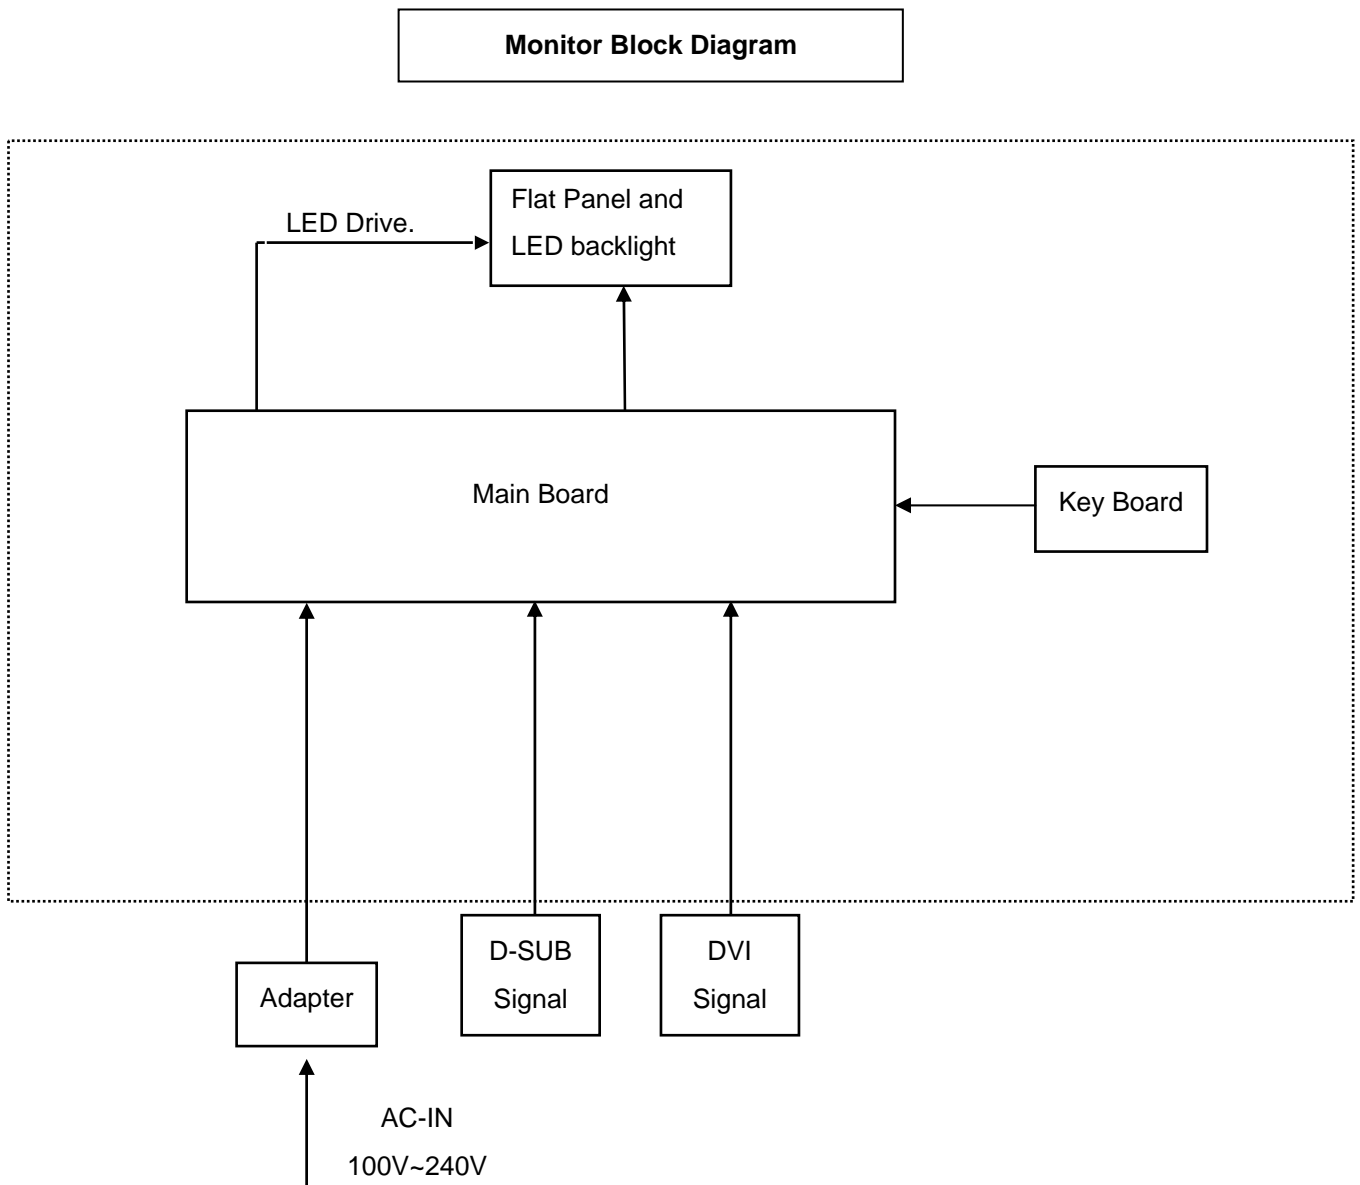 Monitor Block Diagram
Flat Panel and
LED backlight
LED Drive.
Main Board
Key Board
D-SUB
Signal
DVI
Signal
Adapter
AC-IN
100V~240V